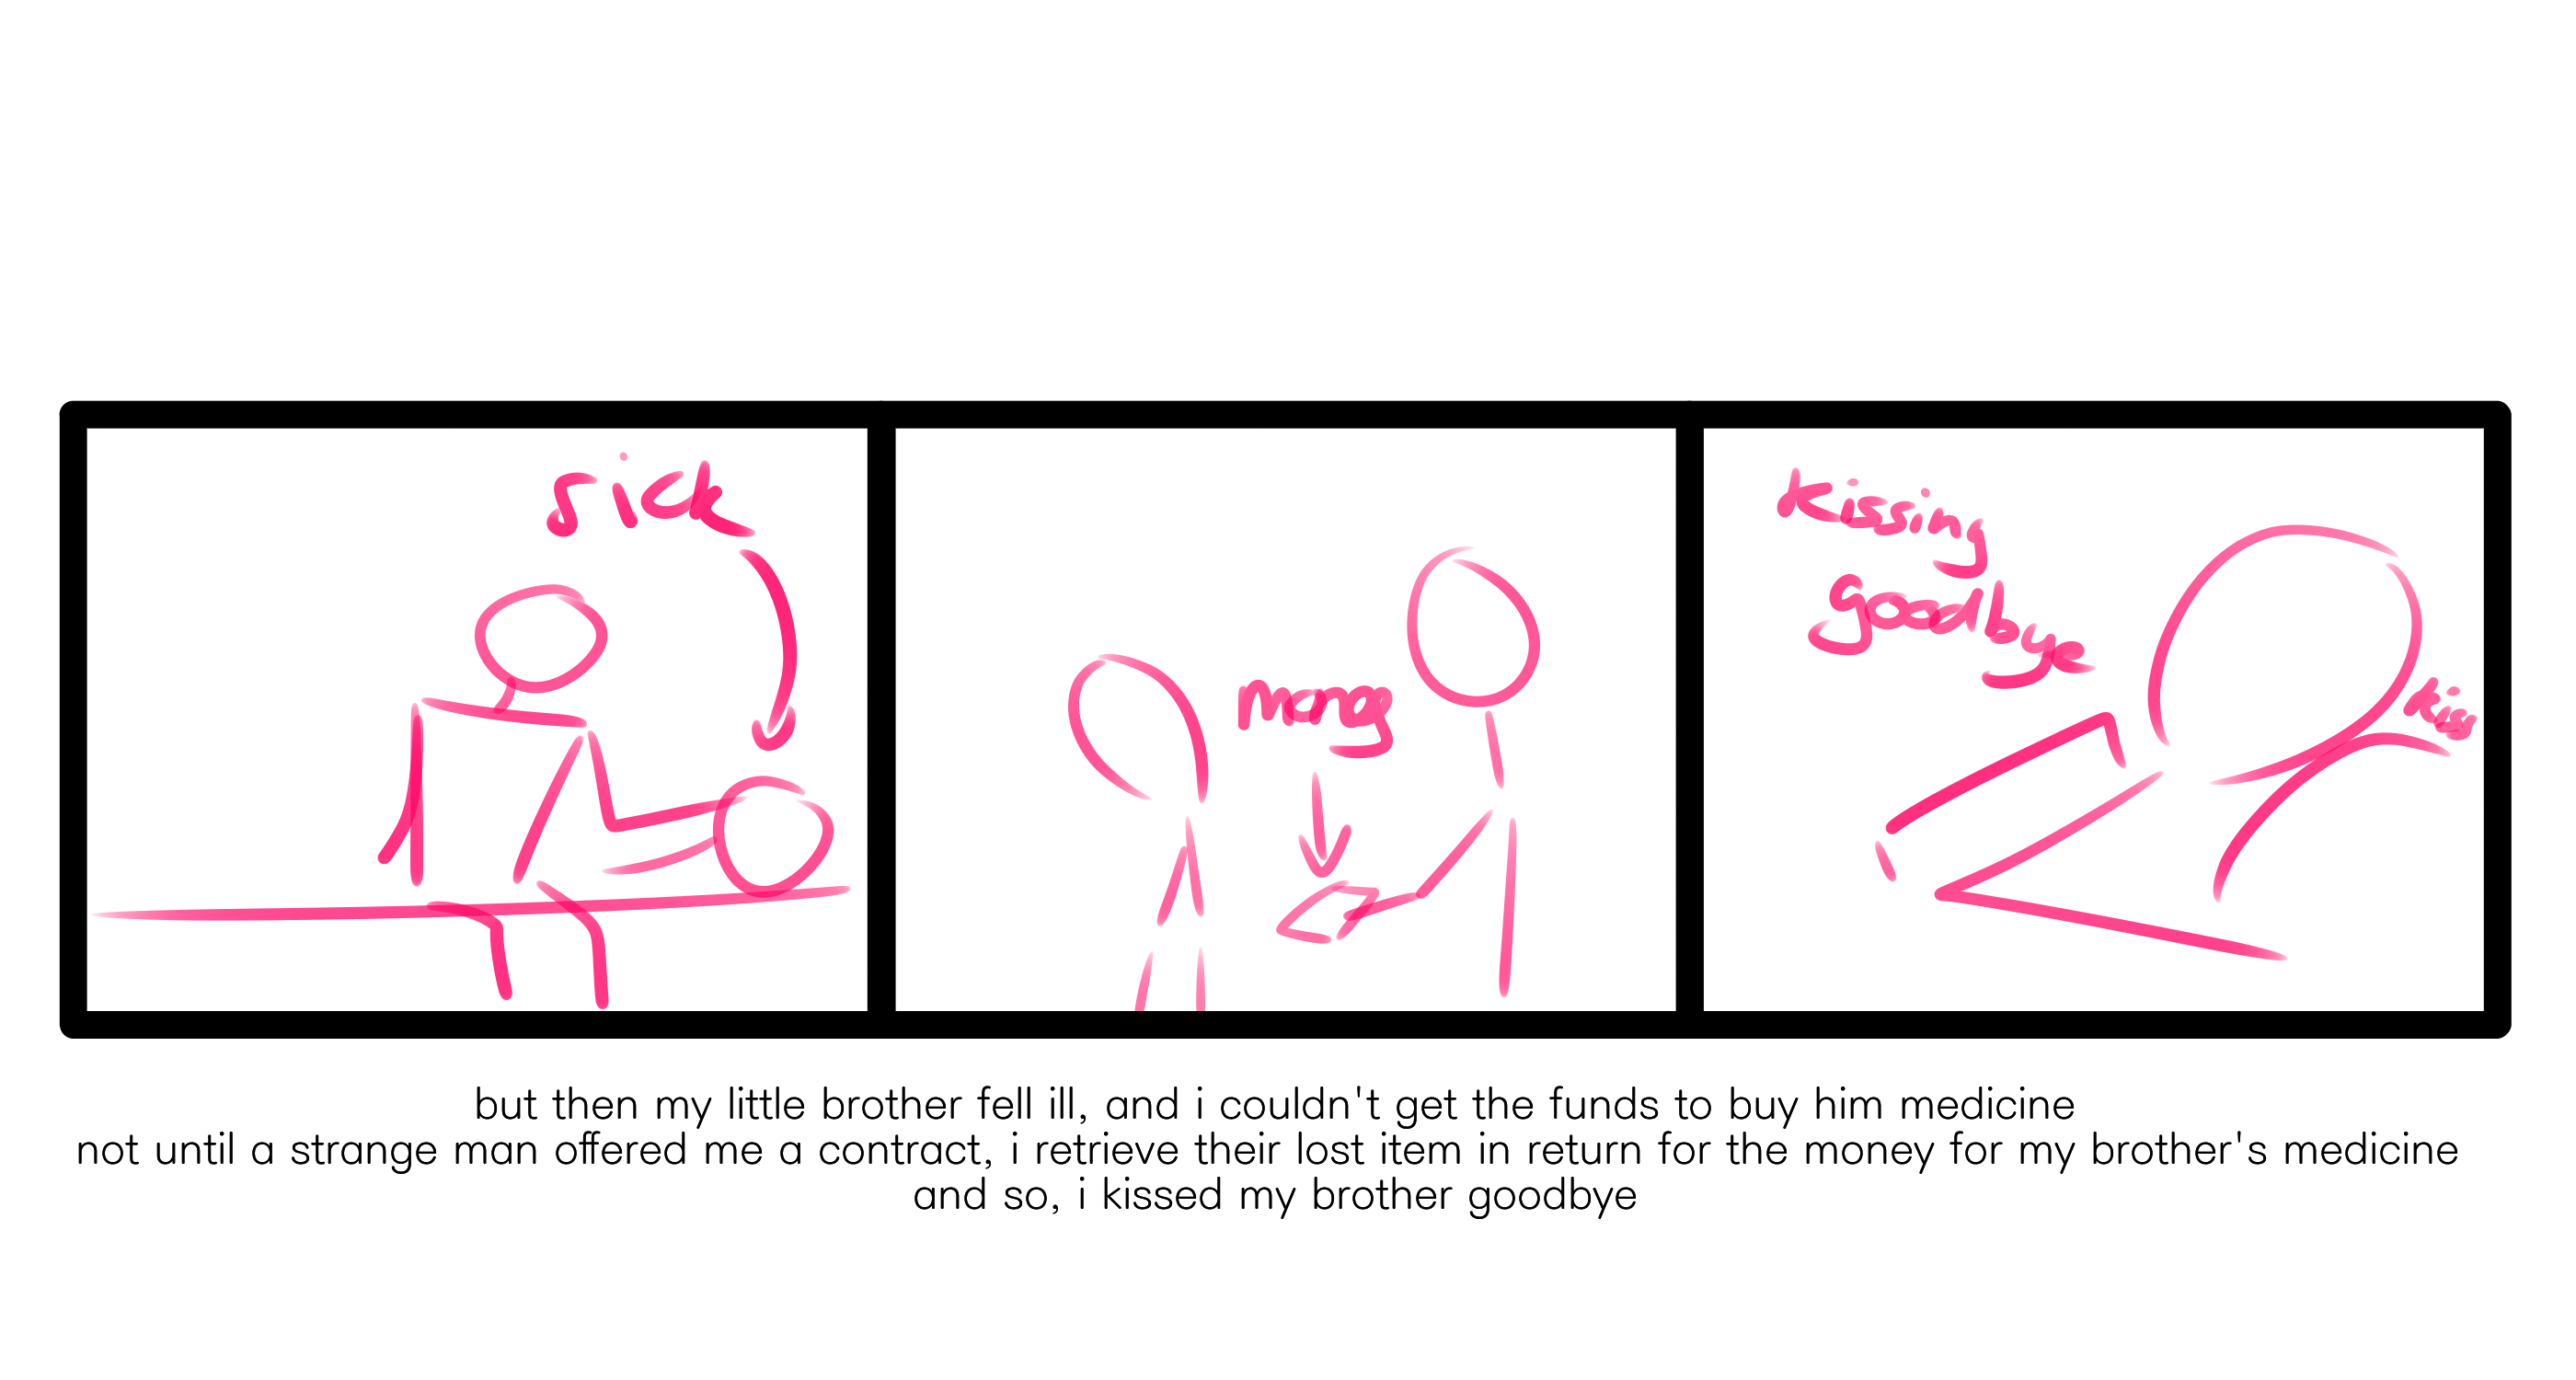 sick
money
kissing
goodbye
kiss
but then my little brother fell ill, and i couldn't get the funds to buy him medicine
not until a strange man offered me a contract, i retrieve their lost item in return for the money for my brother's medicine
and so, i kissed my brother goodbye